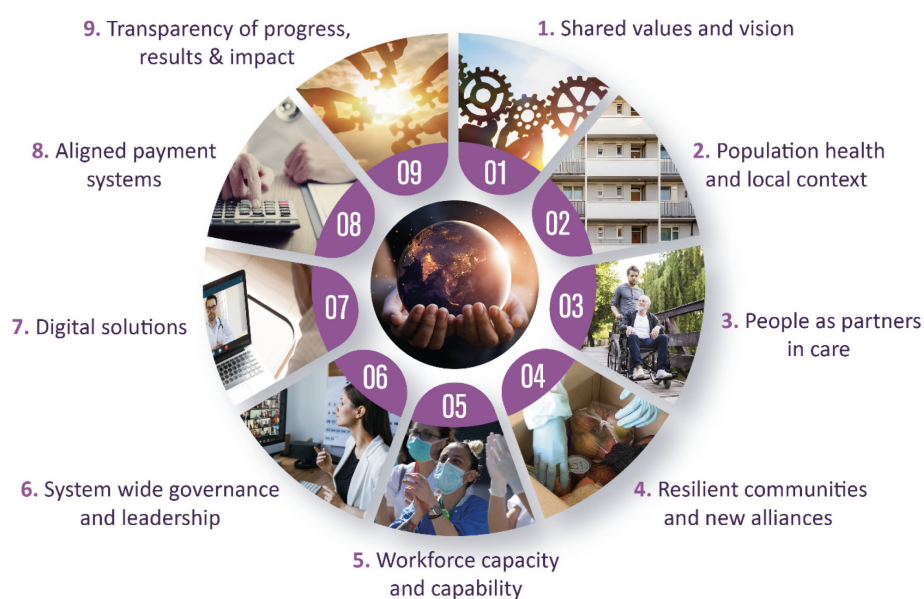 1. Shared values and vision
2. Population health
and local context
3. People as partners
in care
4. Resilient communities
and new alliances
5. Workforce capacity
and capability
6. System wide governance
and leadership
7. Digital solutions
8. Aligned payment
systems
9. Transparency of progress,
results & impact
01
02
03
04
05
06
07
08
09